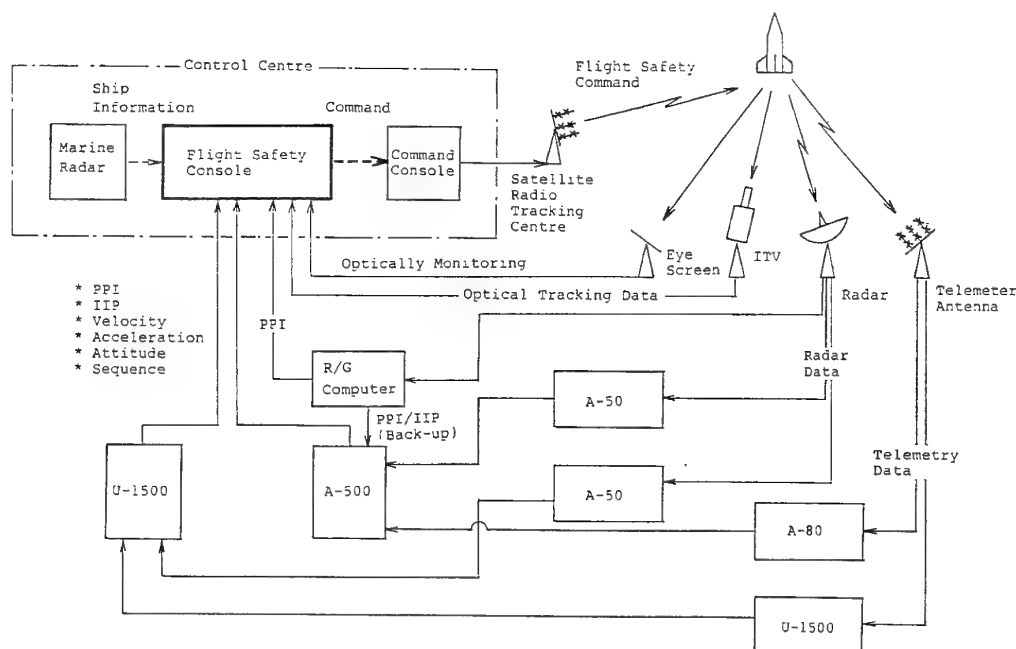 Control Centre
Flight Safety
Command
Ship
Information
Command
Marine
Radar
Flight Safety
Console
Command
Console
Satellite
Radio
Tracking
Centre
Eye
Screen
ITV
Radar
Telemeter
Antenna
Optically Monitoring
Optical Tracking Data
* PPI
* IIP
* Velocity
* Acceleration
* Attitude
* Sequence
PPI
R/G
Computer
Radar
Data
PPI/IIP
(Back-up)
A-50
Telemetry
Data
U-1500
A-500
A-50
A-80
U-1500